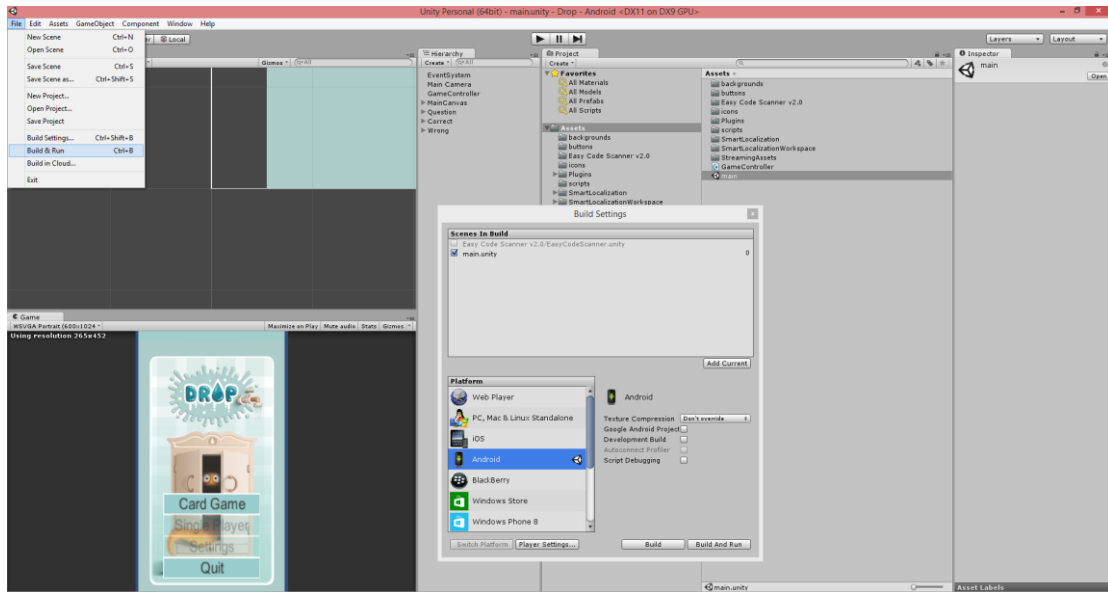 Unity Personal (64bit) - main.unity - Drop - Android <DX11 on DX9 GPU>
File Edit Assets GameObject Component Window Help
New Scene Ctrl+N
Open Scene Ctrl+O
Save Scene Ctrl+S
Save Scene as... Ctrl+Shift+S
New Project...
Open Project...
Save Project
Build Settings... Ctrl+Shift+B
Build & Run Ctrl+B
Build in Cloud...
Exit
Local
Layers Layout
Gizmos All
Hierarchy
Create All
EventSystem
Main Camera
GameController
MainCanvas
Question
Correct
Wrong
Project
Create
Favorites
All Materials
All Models
All Prefabs
All Scripts
Assets
backgrounds
buttons
Easy Code Scanner v2.0
icons
Plugins
scripts
SmartLocalization
SmartLocalizationWorkspace
Assets
backgrounds
buttons
Easy Code Scanner v2.0
icons
Plugins
scripts
SmartLocalization
SmartLocalizationWorkspace
StreamingAssets
GameController
main
Inspector
main
Open
Game
WSVGA Portrait (600x1024
Maximize on Play Mute audio Stats Gizmos
Using resolution 265x452
DROP
Card Game
Single Player
Settings
Quit
Build Settings
Scenes In Build
Easy Code Scanner v2.0/EasyCodeScanner.unity
main.unity 0
Add Current
Platform
Web Player
PC, Mac & Linux Standalone
iOS
Android
BlackBerry
Windows Store
Windows Phone 8
Android
Texture Compression Don't override
Google Android Project
Development Build
Autoconnect Profiler
Script Debugging
Switch Platform Player Settings... Build Build And Run
main.unity
Asset Labels